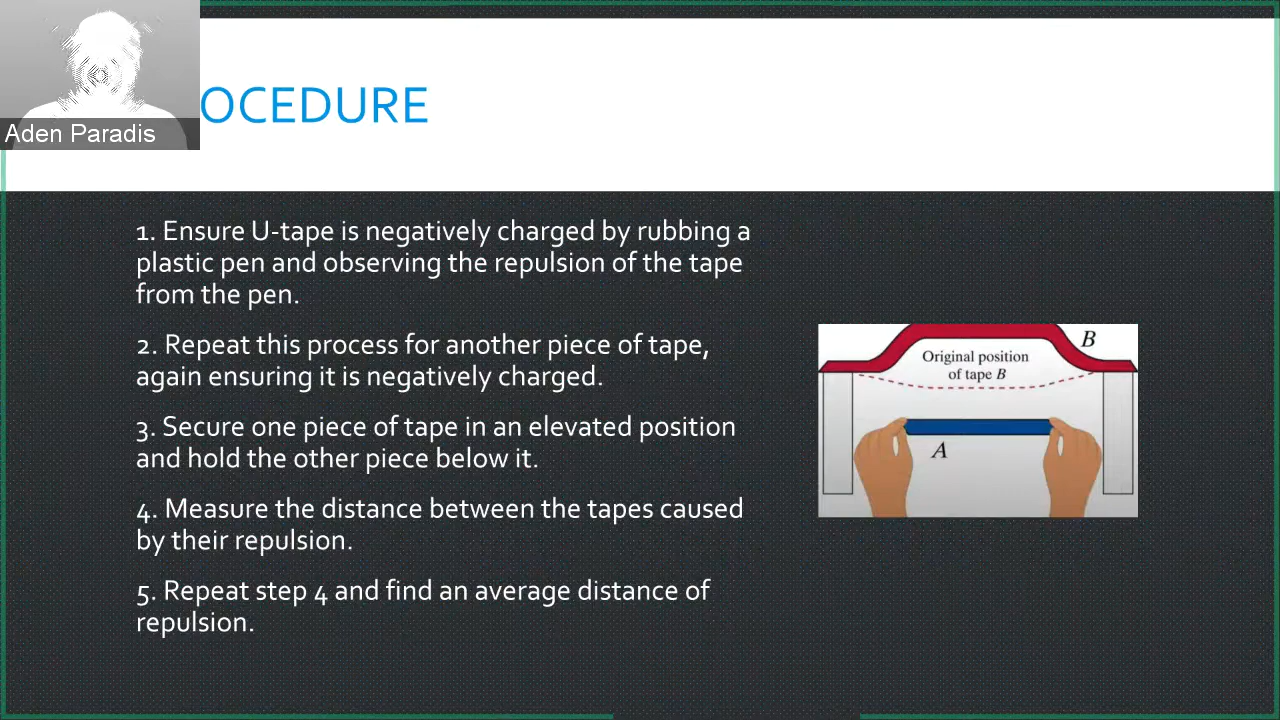 Aden Paradis
OCEDURE
1. Ensure U-tape is negatively charged by rubbing a
plastic pen and observing the repulsion of the tape
from the pen.
2. Repeat this process for another piece of tape,
again ensuring it is negatively charged.
3. Secure one piece of tape in an elevated position
and hold the other piece below it.
4. Measure the distance between the tapes caused
by their repulsion.
5. Repeat step 4 and find an average distance of
repulsion.
B
Original position
of tape B
A